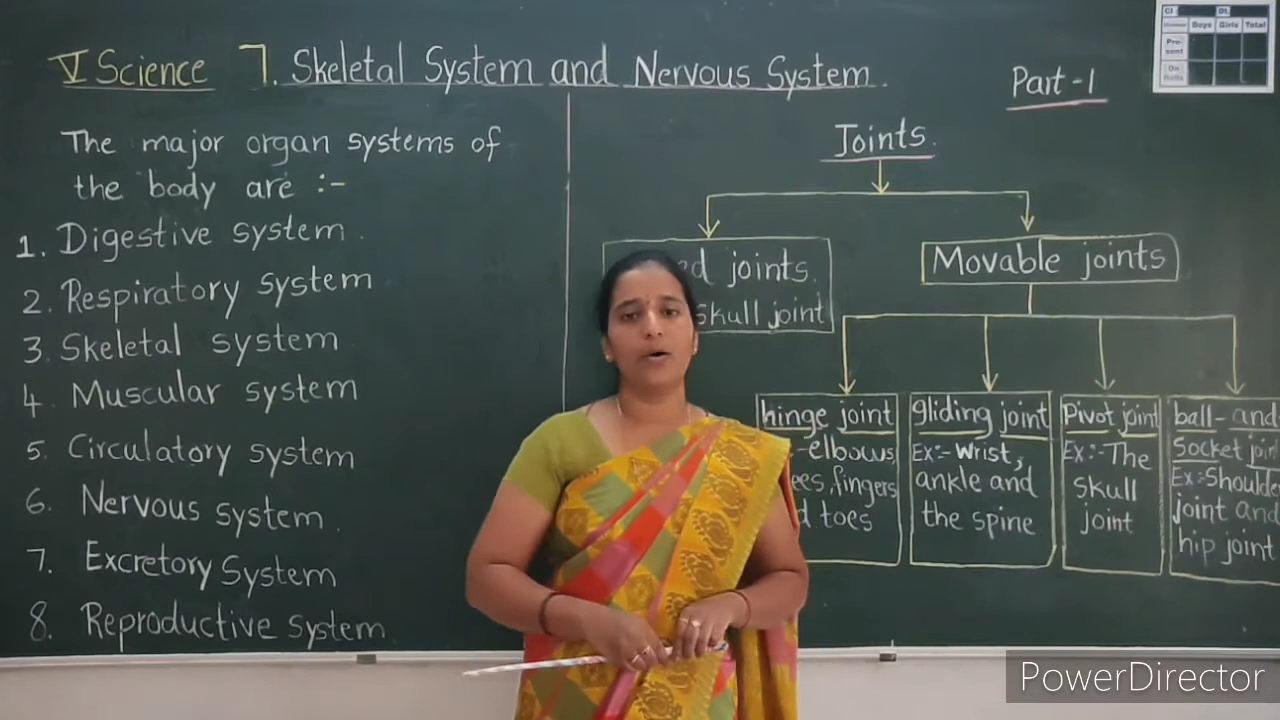 V Science 7. Skeletal System and Nervous System.
Part-1
The major organ systems of
the body are :-
1. Digestive system.
2. Respiratory system
3. Skeletal system
4. Muscular system
5. Circulatory system
6. Nervous system.
7. Excretory System
8. Reproductive system.
Joints.
joints.
skull joint
Movable joints
hinge joint
-elbows,
fingers
toes
gliding joint
Ex:- Wrist,
ankle and
the spine
Pivot joint
Ex:- The
skull
joint
ball-and
Socket
Ex:- 
joint and
hip joint
Boys Girls Total
PowerDirector